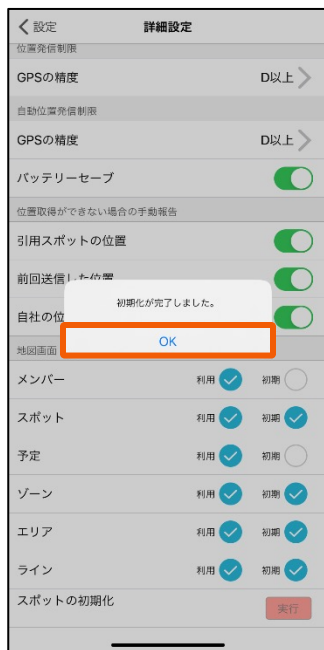 設定 詳細設定
位置発信制限
GPSの精度 D以上
自動位置発信制限
GPSの精度 D以上
バッテリーセーブ
位置取得ができない場合の手動報告
引用スポットの位置
前回送信した位置
初期化が完了しました。
自社の位
OK
地図画面
メンバー 利用 初期
スポット 利用 初期
予定 利用 初期
ゾーン 利用 初期
エリア 利用 初期
ライン 利用 初期
スポットの初期化 実行